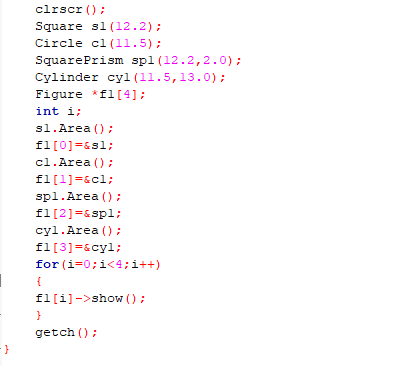 clrscr();
Square s1(12.2);
Circle c1(11.5);
SquarePrism sp1(12.2,2.0);
Cylinder cy1(11.5,13.0);
Figure *f1[4];
int i;
s1.Area();
f1[0]=&s1;
c1.Area();
f1[1]=&c1;
sp1.Area();
f1[2]=&sp1;
cy1.Area();
f1[3]=&cy1;
for(i=0;i<4;i++)
{
f1[i]->show();
}
getch();
}